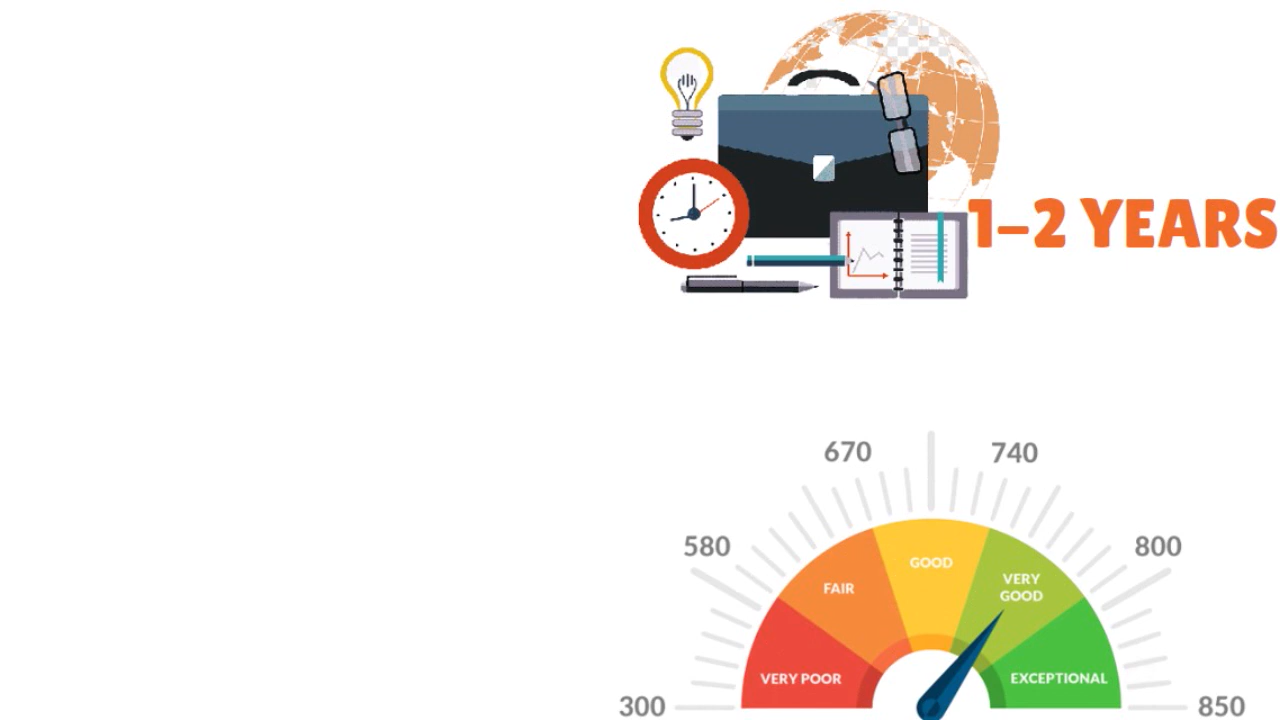 1–2 YEARS
670
740
580
800
GOOD
FAIR
VERY
GOOD
VERY POOR
EXCEPTIONAL
300
850